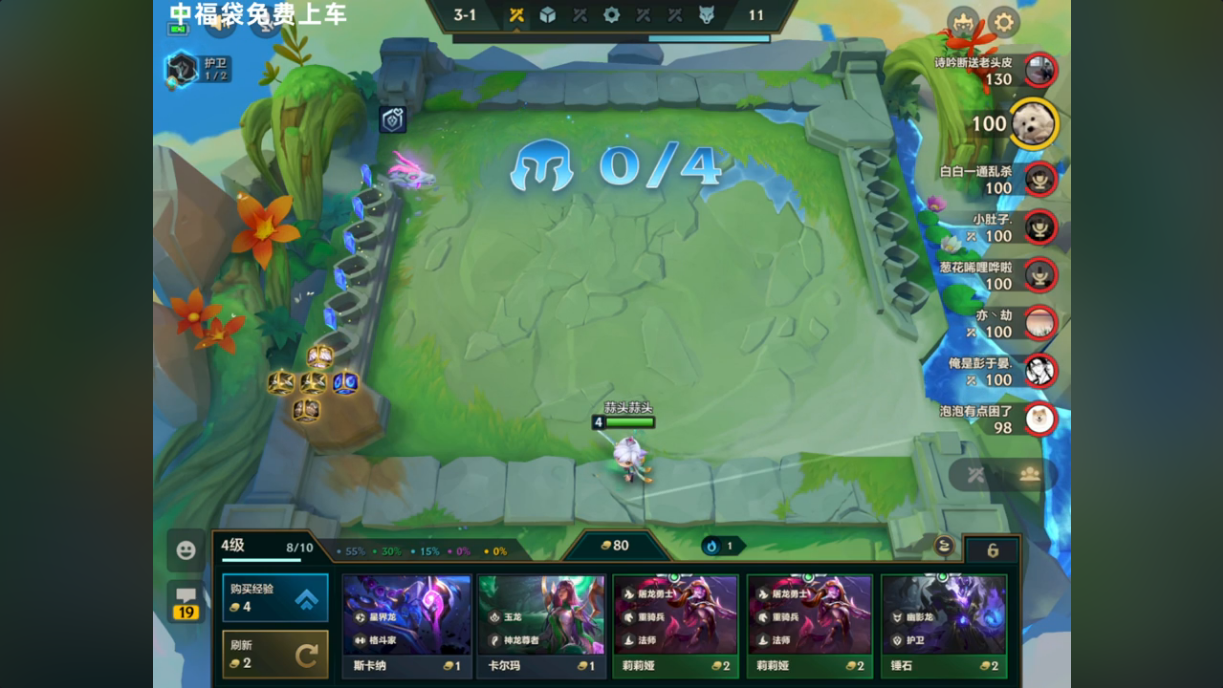 中福袋免费上车
3-1
11
护卫
1/2
0/4
诗吟断送老头皮
130
100
白白一通乱杀
100
小肚子.
100
葱花唏哩哗啦
100
亦丶劫
100
俺是彭于晏.
100
泡泡有点困了
98
蒜头蒜头
4
4级
8/10
55% 30% 15% 0% 0%
80
1
6
19
购买经验
4
刷新
2
星界龙
格斗家
斯卡纳
1
玉龙
神龙尊者
卡尔玛
1
屠龙勇士
重骑兵
法师
莉莉娅
2
屠龙勇士
重骑兵
法师
莉莉娅
2
幽影龙
护卫
锤石
2